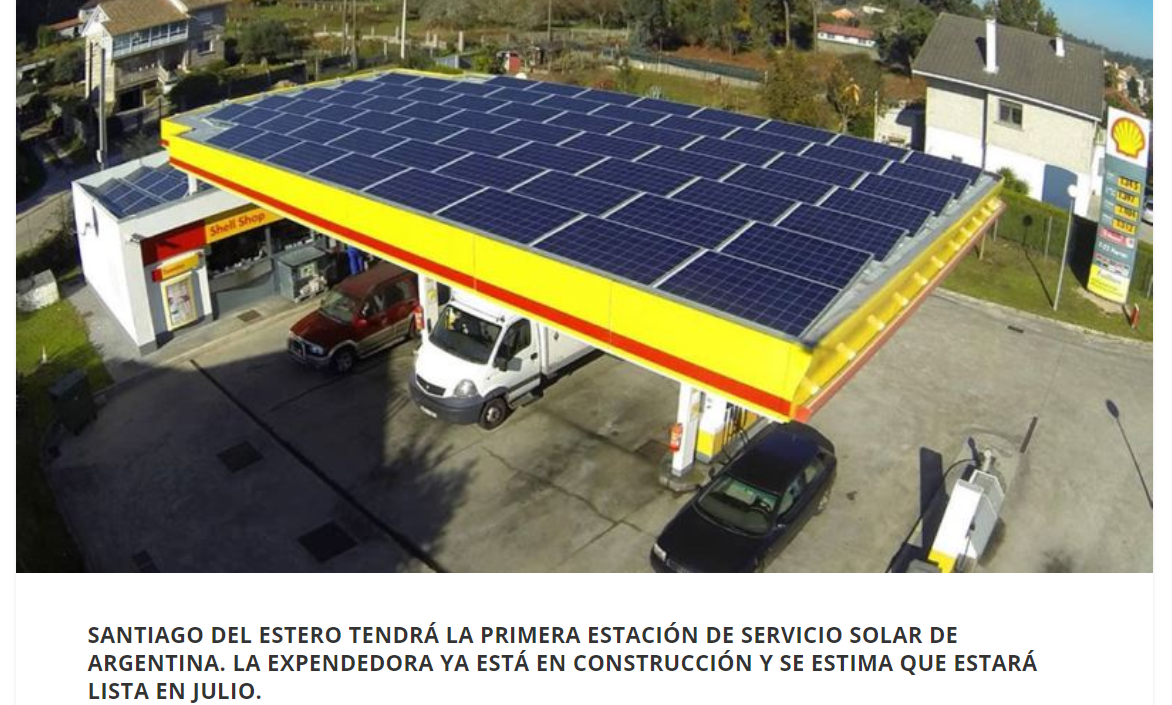 Shell Shop
SANTIAGO DEL ESTERO TENDRÁ LA PRIMERA ESTACIÓN DE SERVICIO SOLAR DE
ARGENTINA. LA EXPENDEDORA YA ESTÁ EN CONSTRUCCIÓN Y SE ESTIMA QUE ESTARÁ
LISTA EN JULIO.